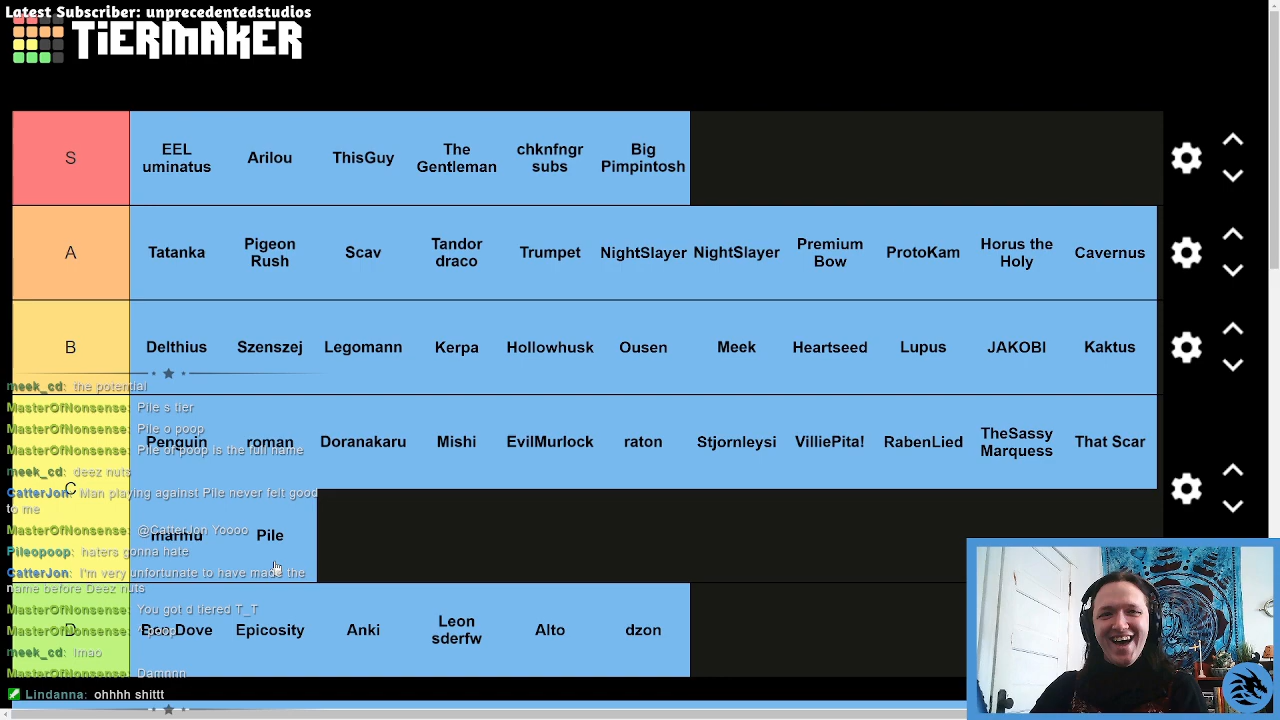 Latest Subscriber: unprecedentedstudios
TIERMAKER
S
EEL uminatus
Arilou
ThisGuy
The Gentleman
chknfngr subs
Big Pimpintosh
A
Tatanka
Pigeon Rush
Scav
Tandor draco
Trumpet
NightSlayer
NightSlayer
Premium Bow
ProtoKam
Horus the Holy
Cavernus
B
Delthius
Szenszej
Legomann
Kerpa
Hollowhusk
Ousen
Meek
Heartseed
Lupus
JAKOBI
Kaktus
C
Penguin
roman
Doranakaru
Mishi
EvilMurlock
raton
Stjornleysi
VilliePita!
RabenLied
TheSassy Marquess
That Scar
marmu
Pile
D
Dove
Epicosity
Anki
Leon sderfw
Alto
dzon
meek_cd: the potential
MasterOfNonsense: Pile s tier
MasterOfNonsense: Pile o poop
MasterOfNonsense: Pile of poop is the full name
meek_cd: deez nuts
CatterJon: Man playing against Pile never felt good
to me
MasterOfNonsense: @CatterJon Yoooo
Pileopoop: haters gonna hate
CatterJon: I'm very unfortunate to have made the
name before Deez nuts
MasterOfNonsense: You got d tiered T_T
MasterOfNonsense: poop
meek_cd: lmao
MasterOfNonsense: Damnnn
Lindanna: ohhhh shittt